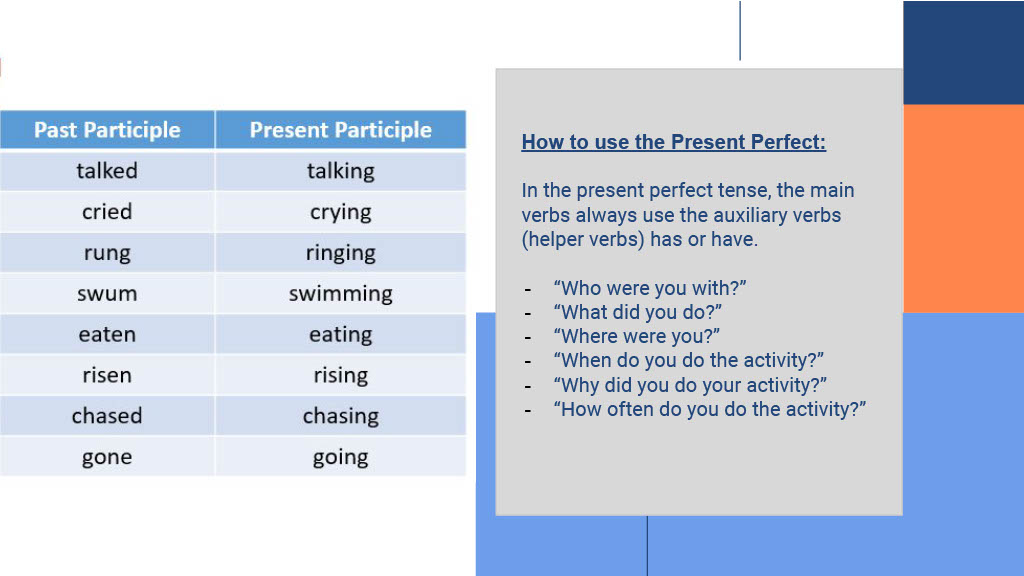 Past Participle Present Participle
talked talking
cried crying
rung ringing
swum swimming
eaten eating
risen rising
chased chasing
gone going
How to use the Present Perfect:
In the present perfect tense, the main
verbs always use the auxiliary verbs
(helper verbs) has or have.
- “Who were you with?”
- “What did you do?”
- “Where were you?”
- “When do you do the activity?”
- “Why did you do your activity?”
- “How often do you do the activity?”